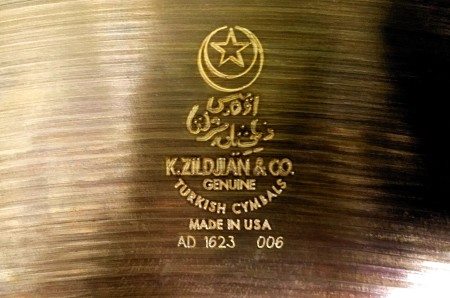 K. ZILDJIAN & CO.
GENUINE
TURKISH CYMBALS
MADE IN USA
AD 1623 006